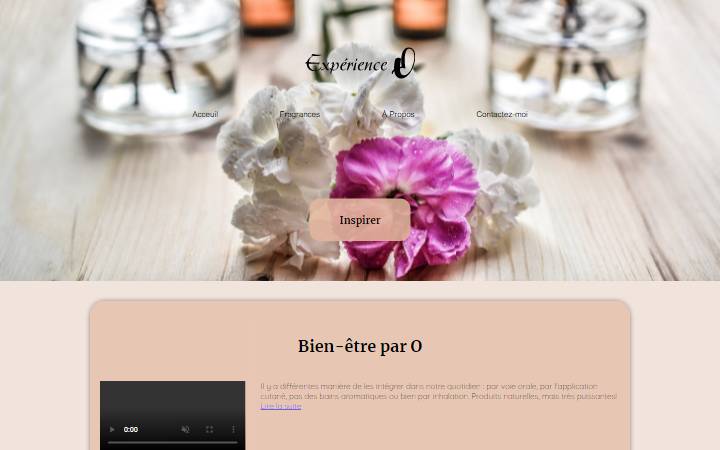 Expérience O
Acceuil Fragrances À Propos Contactez-moi
Inspirer
Bien-être par O
Il y a différentes manière de les intégrer dans notre quotidien : par voie orale, par l'application
cutané, pas des bains aromatiques ou bien par inhalation. Produits naturelles, mais très puissantes!
Lire la suite
0:00